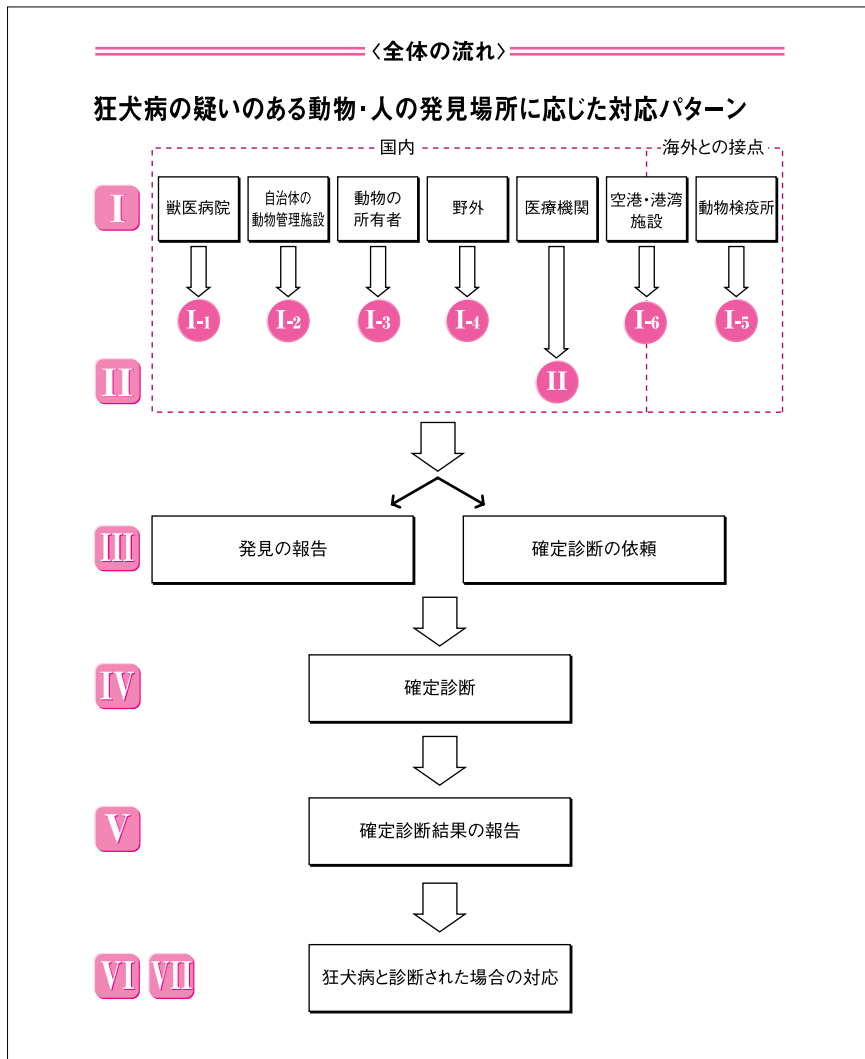 〈全体の流れ〉
狂犬病の疑いのある動物・人の発見場所に応じた対応パターン
国内
海外との接点
I
獣医病院
自治体の
動物管理施設
動物の
所有者
野外
医療機関
空港・港湾
施設
動物検疫所
I-1
I-2
I-3
I-4
I-6
I-5
II
II
III
発見の報告
確定診断の依頼
IV
確定診断
V
確定診断結果の報告
VI VII
狂犬病と診断された場合の対応